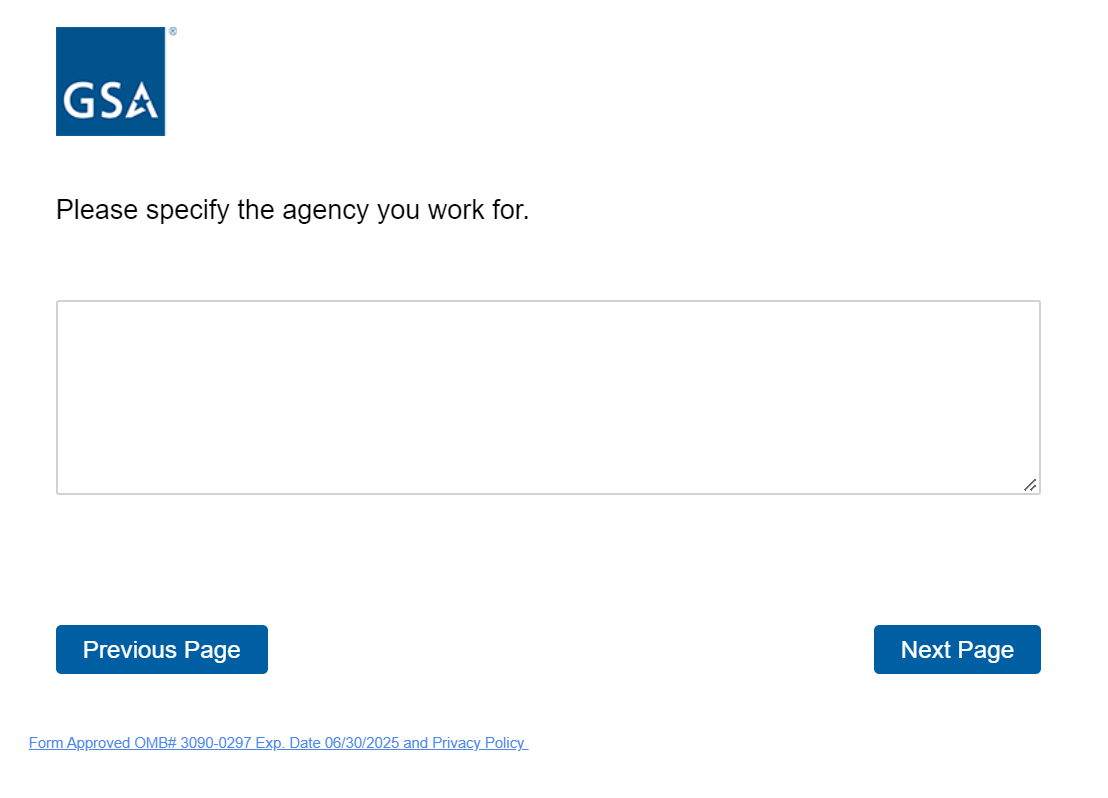 GSA
®
Please specify the agency you work for.
Previous Page
Next Page
Form Approved OMB# 3090-0297 Exp. Date 06/30/2025 and Privacy Policy